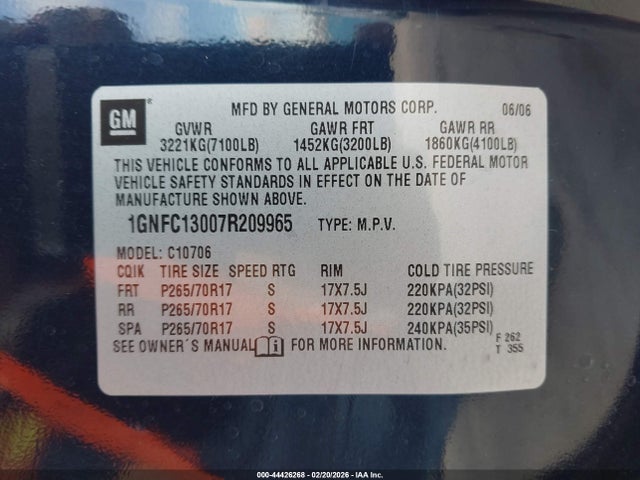 GM ®
MFD BY GENERAL MOTORS CORP. 06/06
GVWR GAWR FRT GAWR RR
3221KG(7100LB) 1452KG(3200LB) 1860KG(4100LB)
THIS VEHICLE CONFORMS TO ALL APPLICABLE U.S. FEDERAL MOTOR
VEHICLE SAFETY STANDARDS IN EFFECT ON THE DATE OF
MANUFACTURE SHOWN ABOVE.
1GNFC13007R209965 TYPE: M.P.V.
MODEL: C10706
CQIK TIRE SIZE SPEED RTG RIM COLD TIRE PRESSURE
FRT P265/70R17 S 17X7.5J 220KPA(32PSI)
RR P265/70R17 S 17X7.5J 220KPA(32PSI)
SPA P265/70R17 S 17X7.5J 240KPA(35PSI)
SEE OWNER'S MANUAL i FOR MORE INFORMATION.
F 262
T 355
000-44426268 - 02/20/2026 - IAA Inc.